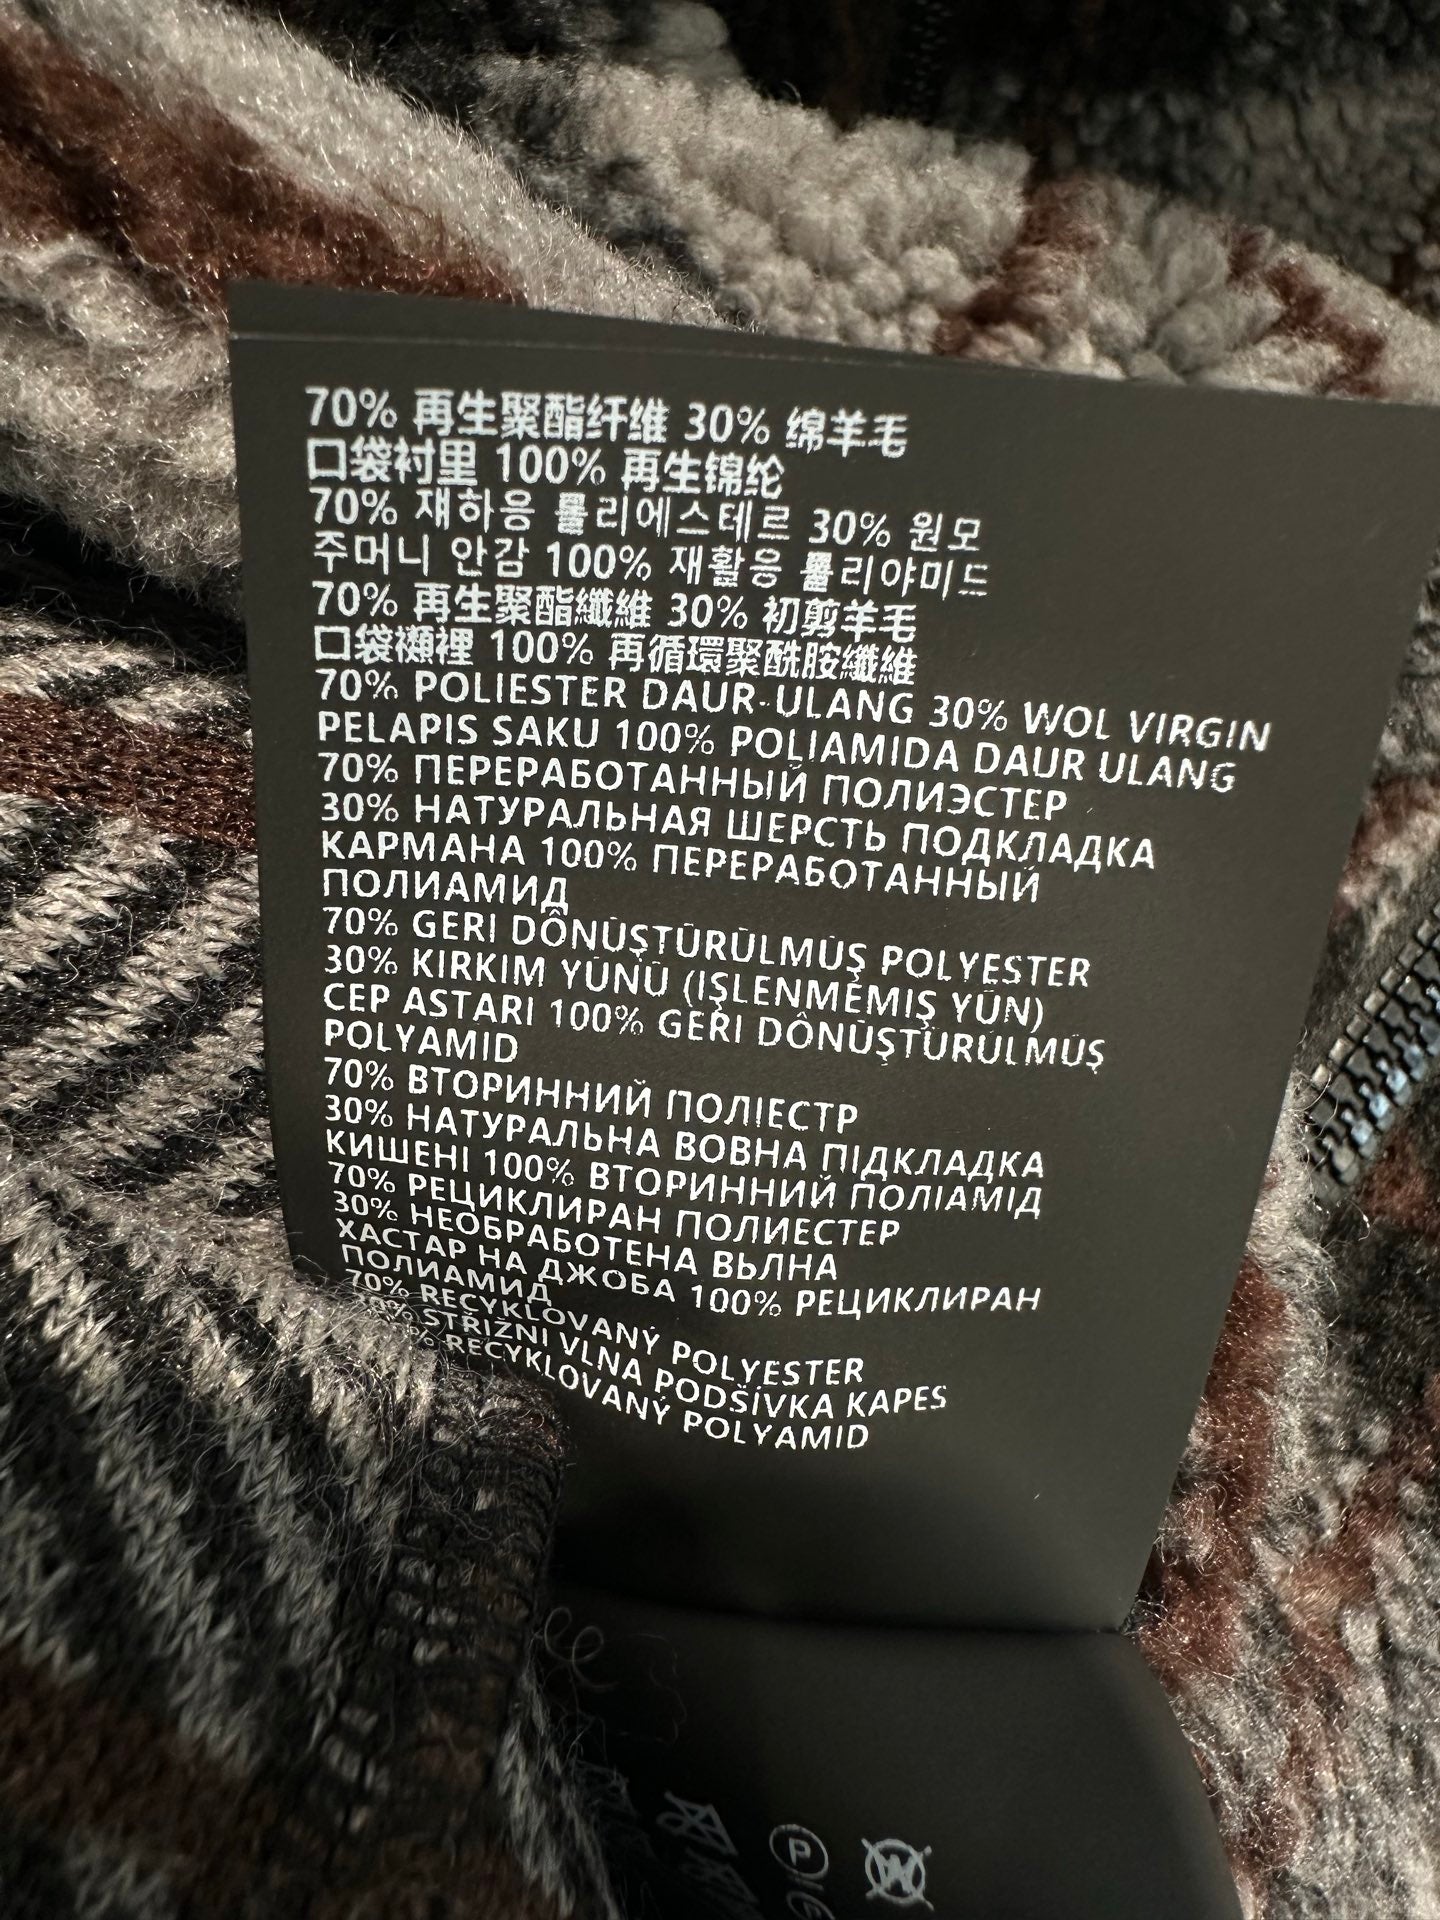 70% 再生聚酯纤维 30% 绵羊毛
口袋衬里 100% 再生锦纶
70% 재하응 폴리에스테르 30% 원모
주머니 안감 100% 재활응 폴리아미드
70% 再生聚酯纖維 30% 初剪羊毛
口袋襯裡 100% 再循環聚酰胺纖維
70% POLIESTER DAUR-ULANG 30% WOL VIRGIN
PELAPIS SAKU 100% POLIAMIDA DAUR ULANG
70% ПЕРЕРАБОТАННЫЙ ПОЛИЭСТЕР
30% НАТУРАЛЬНАЯ ШЕРСТЬ ПОДКЛАДКА
КАРМАНА 100% ПЕРЕРАБОТАННЫЙ
ПОЛИАМИД
70% GERI DÖNÜŞTÜRÜLMÜŞ POLYESTER
30% KIRKIM YÜNÜ (IŞLENMEMIŞ YÜN)
CEP ASTARI 100% GERI DÖNÜŞTÜRÜLMÜŞ
POLYAMID
70% ВТОРИННИЙ ПОЛІЕСТР
30% НАТУРАЛЬНА ВОВНА ПІДКЛАДКА
КИШЕНІ 100% ВТОРИННИЙ ПОЛІАМІД
70% РЕЦИКЛИРАН ПОЛИЕСТЕР
30% НЕОБРАБОТЕНА ВЪЛНА
ХАСТАР НА ДЖОБА 100% РЕЦИКЛИРАН
ПОЛИАМИД
70% RECYKLOVANÝ POLYESTER
30% STŘIŽNI VLNA PODŠÍVKA KAPES
% RECYKLOVANÝ POLYAMID
P W